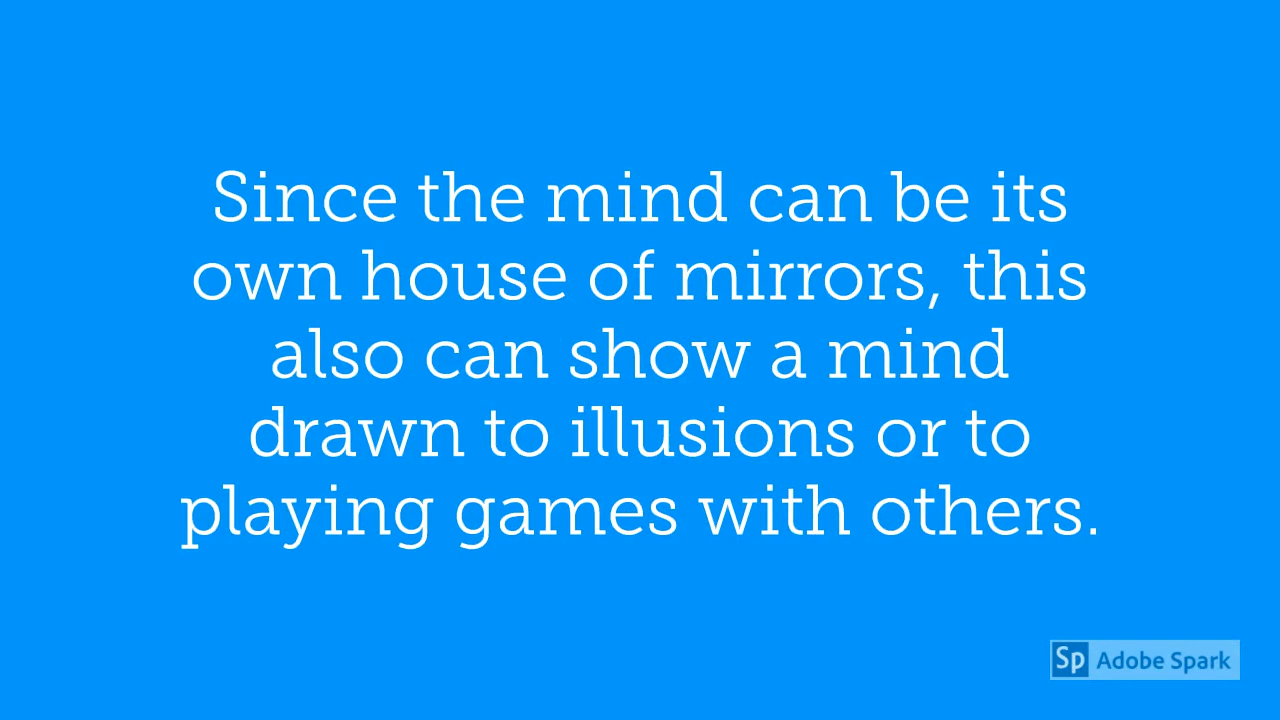 Since the mind can be its
own house of mirrors, this
also can show a mind
drawn to illusions or to
playing games with others.
Sp Adobe Spark